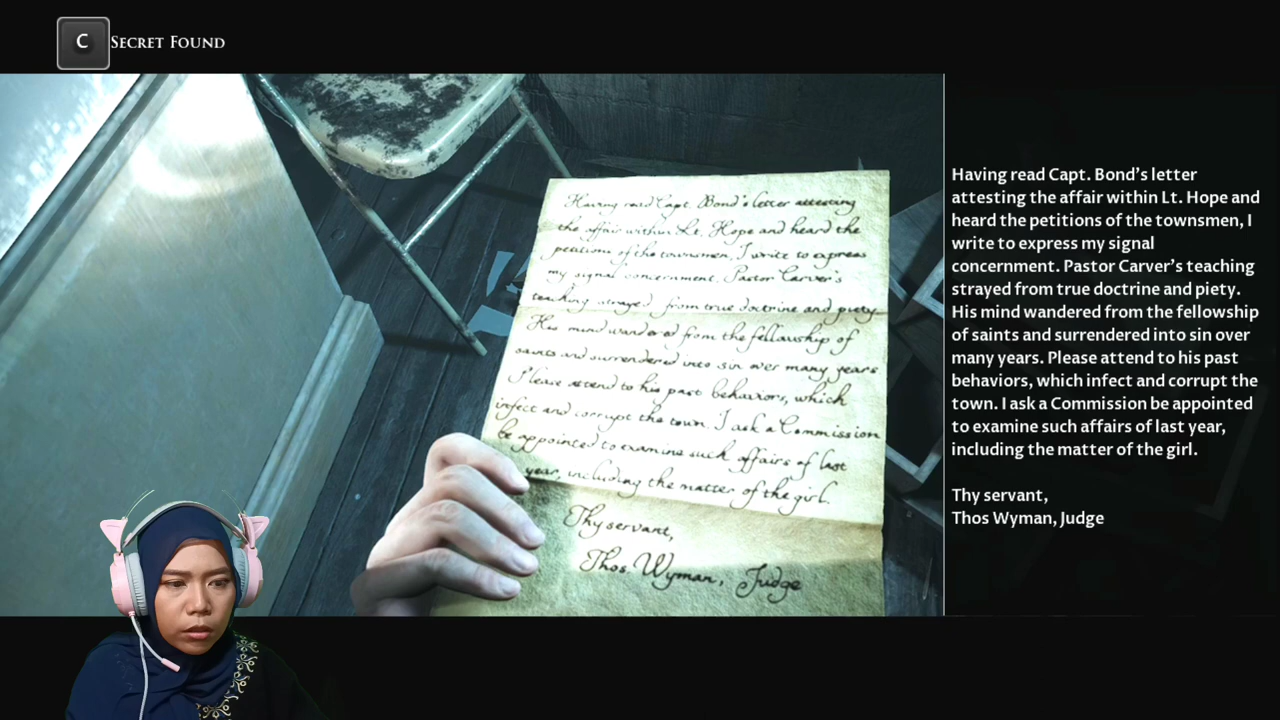 C
SECRET FOUND
Having read Capt. Bond's letter attesting
the affair within Lt. Hope and heard the
petitions of the townsmen, I write to express
my signal concernment. Pastor Carver's
teaching strayed from true doctrine and piety.
His mind wandered from the fellowship of
saints and surrendered into sin over many years
Please attend to his past behaviors, which
infect and corrupt the town. I ask a Commission
be appointed to examine such affairs of last
year, including the matter of the girl.
Thy servant,
Thos Wyman, Judge
Having read Capt. Bond's letter
attesting the affair within Lt. Hope and
heard the petitions of the townsmen, I
write to express my signal
concernment. Pastor Carver's teaching
strayed from true doctrine and piety.
His mind wandered from the fellowship
of saints and surrendered into sin over
many years. Please attend to his past
behaviors, which infect and corrupt the
town. I ask a Commission be appointed
to examine such affairs of last year,
including the matter of the girl.
Thy servant,
Thos Wyman, Judge